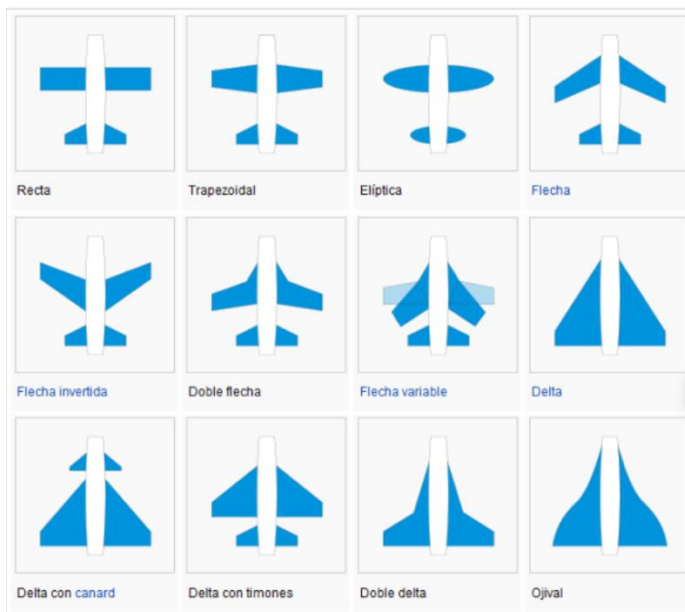 Recta
Trapezoidal
Elíptica
Flecha
Flecha invertida
Doble flecha
Flecha variable
Delta
Delta con canard
Delta con timones
Doble delta
Ojival